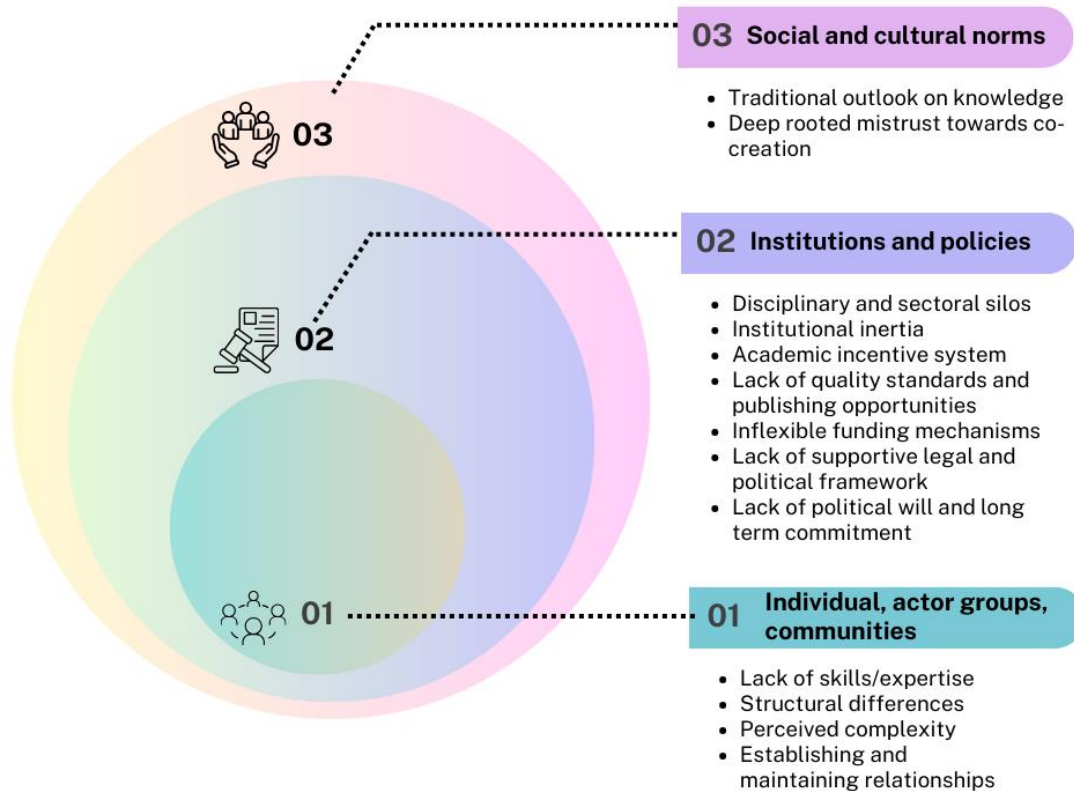 03 Social and cultural norms
• Traditional outlook on knowledge
• Deep rooted mistrust towards co-
creation
03
02 Institutions and policies
• Disciplinary and sectoral silos
• Institutional inertia
• Academic incentive system
• Lack of quality standards and
publishing opportunities
• Inflexible funding mechanisms
• Lack of supportive legal and
political framework
• Lack of political will and long
term commitment
02
01 Individual, actor groups,
communities
• Lack of skills/expertise
• Structural differences
• Perceived complexity
• Establishing and
maintaining relationships
01